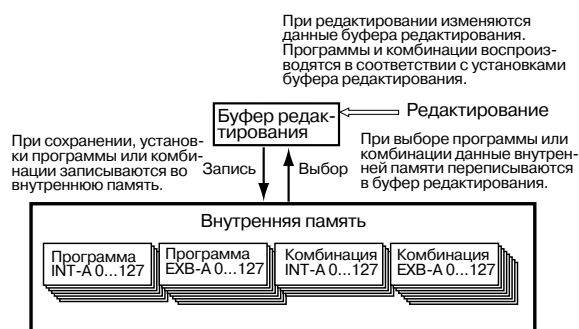 При редактировании изменяются
данные буфера редактирования.
Программы и комбинации воспроиз-
водятся в соответствии с установками
буфера редактирования.
Буфер редак-
тирования
Редактирование
При сохранении, установ-
ки программы или комби-
нации записываются во
внутреннюю память.
Запись
Выбор
При выборе программы или
комбинации данные внутрен-
ней памяти переписываются
в буфер редактирования.
Внутренняя память
Программа
INT-A 0...127
Программа
EXB-A 0...127
Комбинация
INT-A 0...127
Комбинация
EXB-A 0...127